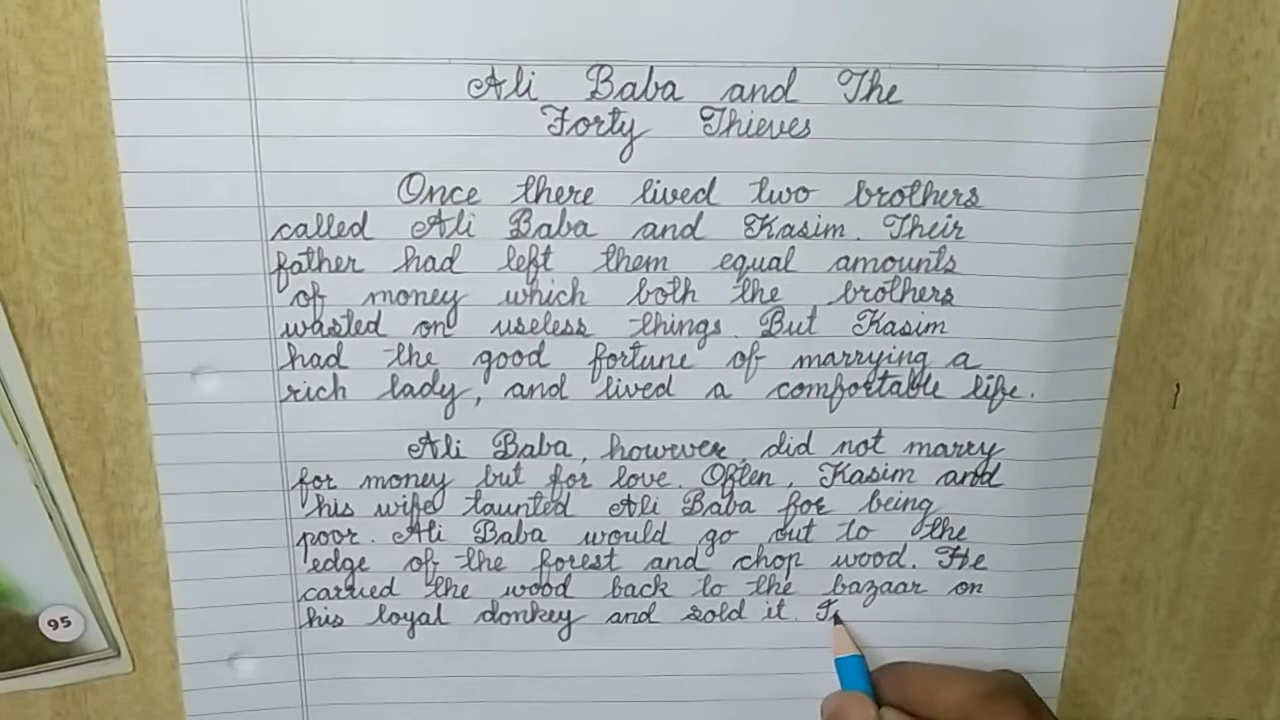 Ali Baba and The
Forty Thieves
Once there lived two brothers
called Ali Baba and Kasim. Their
father had left them equal amounts
of money which both the brothers
wasted on useless things. But Kasim
had the good fortune of marrying a
rich lady, and lived a comfortable life.
Ali Baba, however, did not marry
for money but for love. Often, Kasim and
his wife taunted Ali Baba for being
poor. Ali Baba would go out to the
edge of the forest and chop wood. He
carried the wood back to the bazaar on
his loyal donkey and sold it.
95